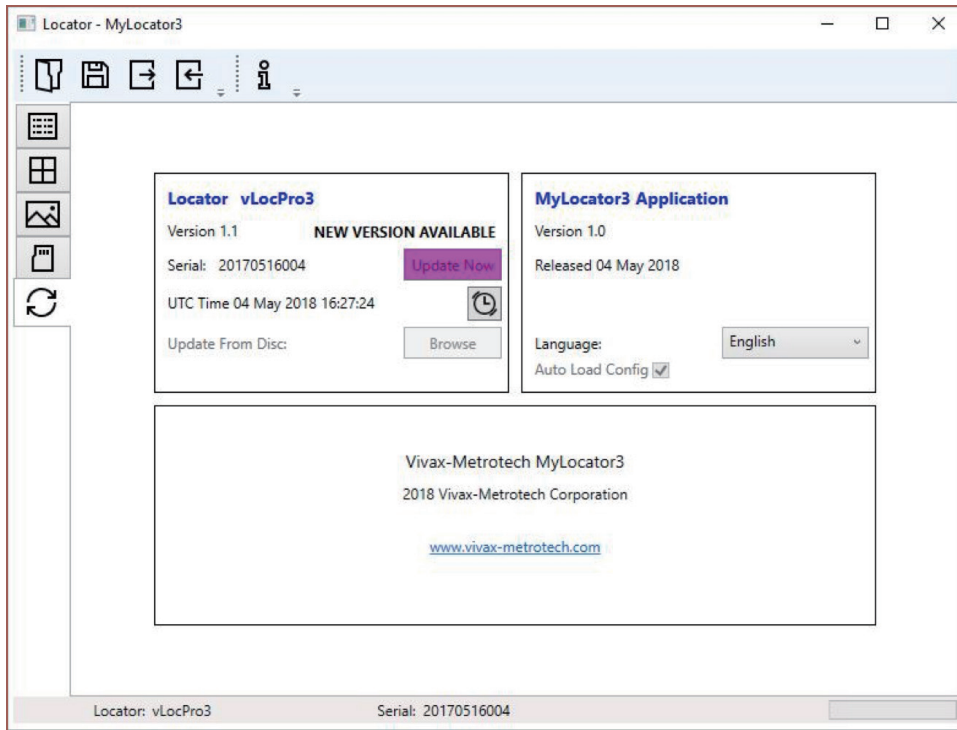 Locator - MyLocator3
Locator vLocPro3
Version 1.1 NEW VERSION AVAILABLE
Serial: 20170516004 Update Now
UTC Time 04 May 2018 16:27:24
Update From Disc: Browse
MyLocator3 Application
Version 1.0
Released 04 May 2018
Language: English
Auto Load Config
Vivax-Metrotech MyLocator3
2018 Vivax-Metrotech Corporation
www.vivax-metrotech.com
Locator: vLocPro3 Serial: 20170516004